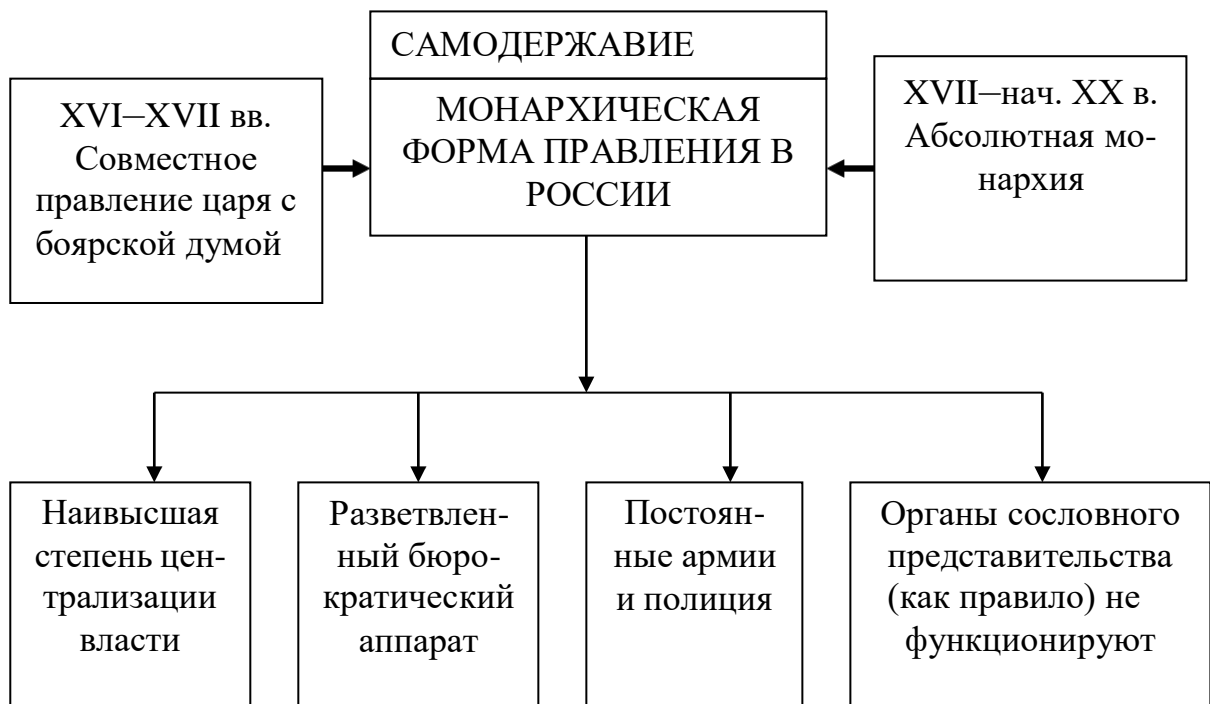 САМОДЕРЖАВИЕ
МОНАРХИЧЕСКАЯ
ФОРМА ПРАВЛЕНИЯ В
РОССИИ
XVI–XVII вв.
Совместное
правление царя с
боярской думой
XVII–нач. XX в.
Абсолютная мо-
нархия
Наивысшая
степень цен-
трализации
власти
Разветвлен-
ный бюро-
кратический
аппарат
Постоян-
ные армии
и полиция
Органы сословного
представительства
(как правило) не
функционируют